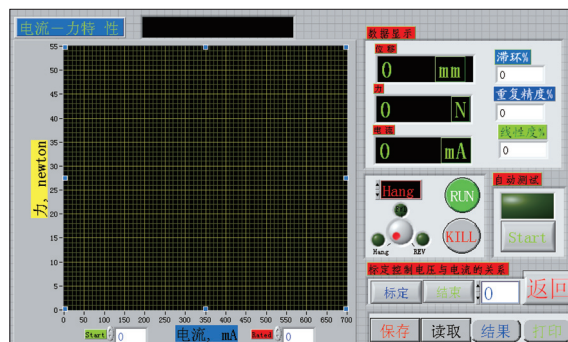 电流—力特 性
数据显示
位移
0 mm
力
0 N
电流
0 mA
滞环%
0
重复精度%
0
线性度%
0
力, newton
55
50
45
40
35
30
25
20
15
10
5
0
0 50 100 150 200 250 300 350 400 450 500 550 600 650 700
Start 0
电流, mA
Rated 0
Hang
RUN
KILL
Hang
REV
自动测试
Start
标定控制电压与电流的关系
标定
结束
0
返回
保存
读取
结果
打印